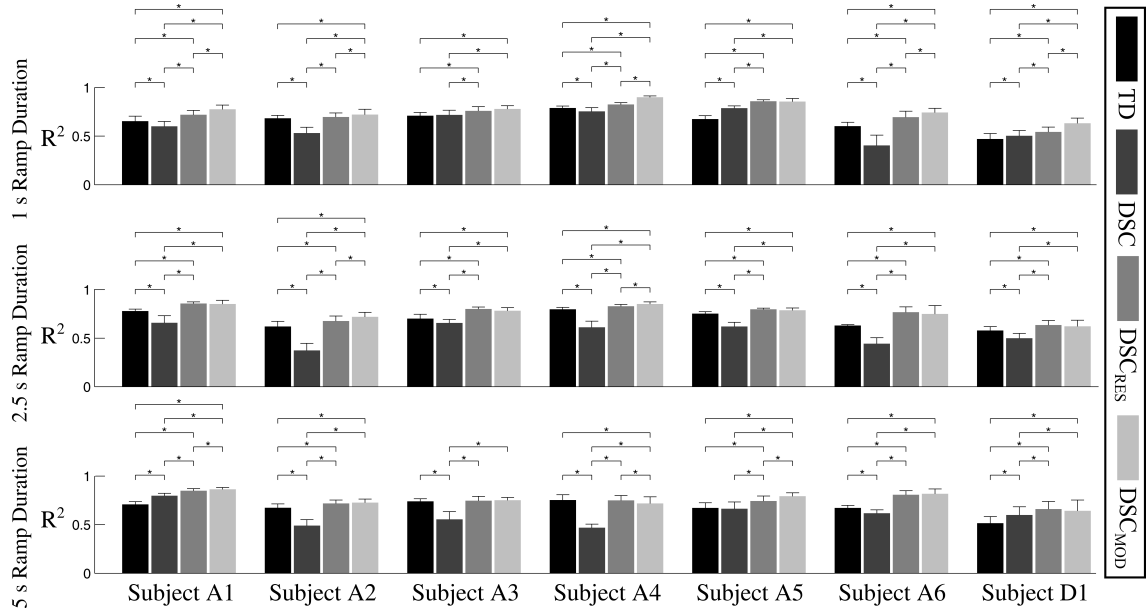 1 s Ramp Duration
R2
1
0.5
0
2.5 s Ramp Duration
R2
1
0.5
0
5 s Ramp Duration
R2
1
0.5
0
Subject A1 Subject A2 Subject A3 Subject A4 Subject A5 Subject A6 Subject D1
TD
DSC
DSCRES
DSCMOD